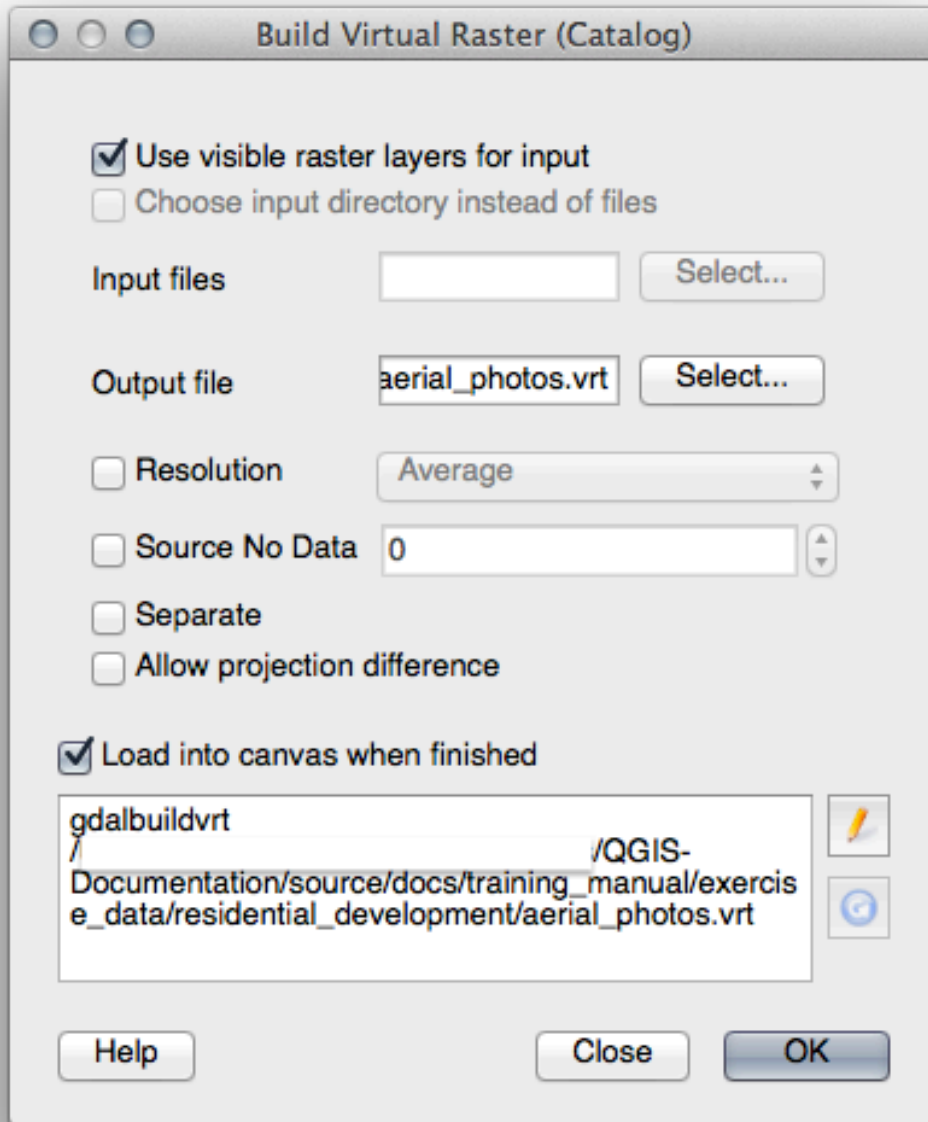 Build Virtual Raster (Catalog)
Use visible raster layers for input
Choose input directory instead of files
Input files
Select...
Output file
aerial_photos.vrt
Select...
Resolution
Average
Source No Data
0
Separate
Allow projection difference
Load into canvas when finished
gdalbuildvrt
/ /QGIS-
Documentation/source/docs/training_manual/exercis
e_data/residential_development/aerial_photos.vrt
Help
Close
OK